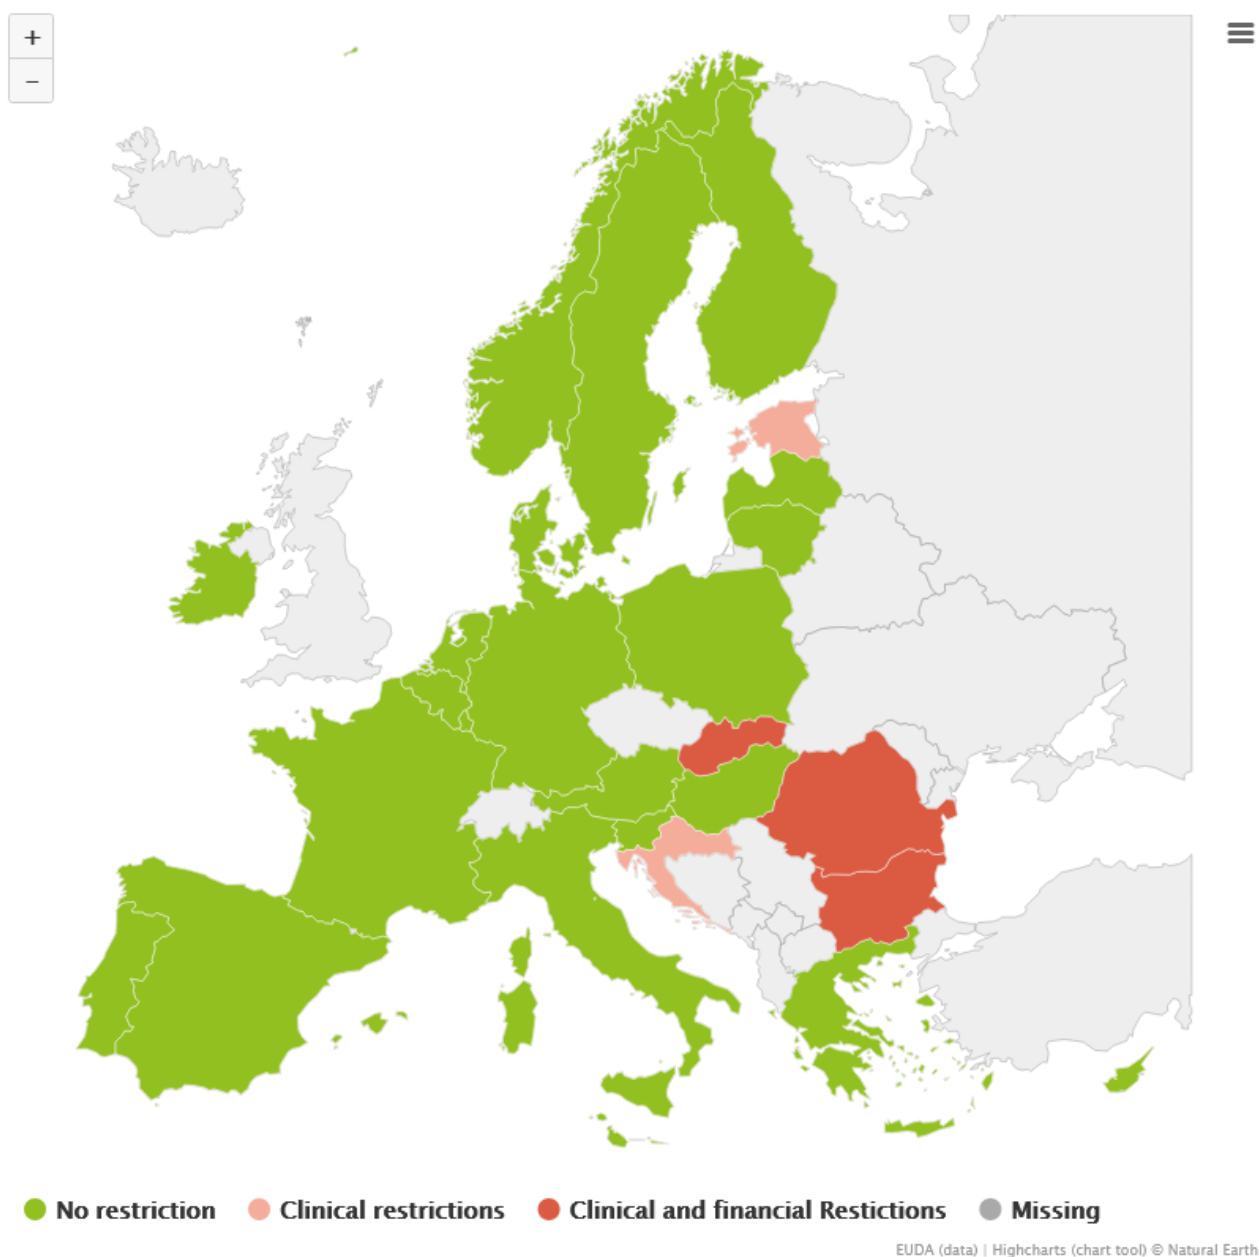 +
−
No restriction
Clinical restrictions
Clinical and financial Restictions
Missing
EUDA (data) | Highcharts (chart tool) © Natural Earth